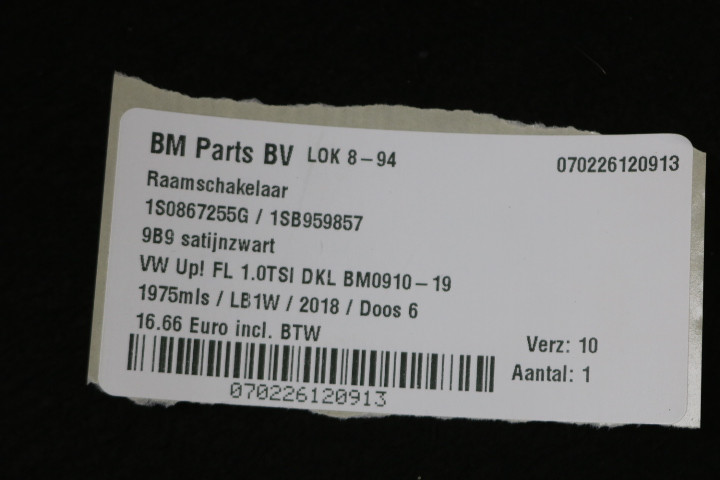 BM Parts BV LOK 8-94 070226120913
Raamschakelaar
1S0867255G / 1SB959857
9B9 satijnzwart
VW Up! FL 1.0TSI DKL BM0910-19
1975mls / LB1W / 2018 / Doos 6
16.66 Euro incl. BTW
Verz: 10
Aantal: 1
070226120913